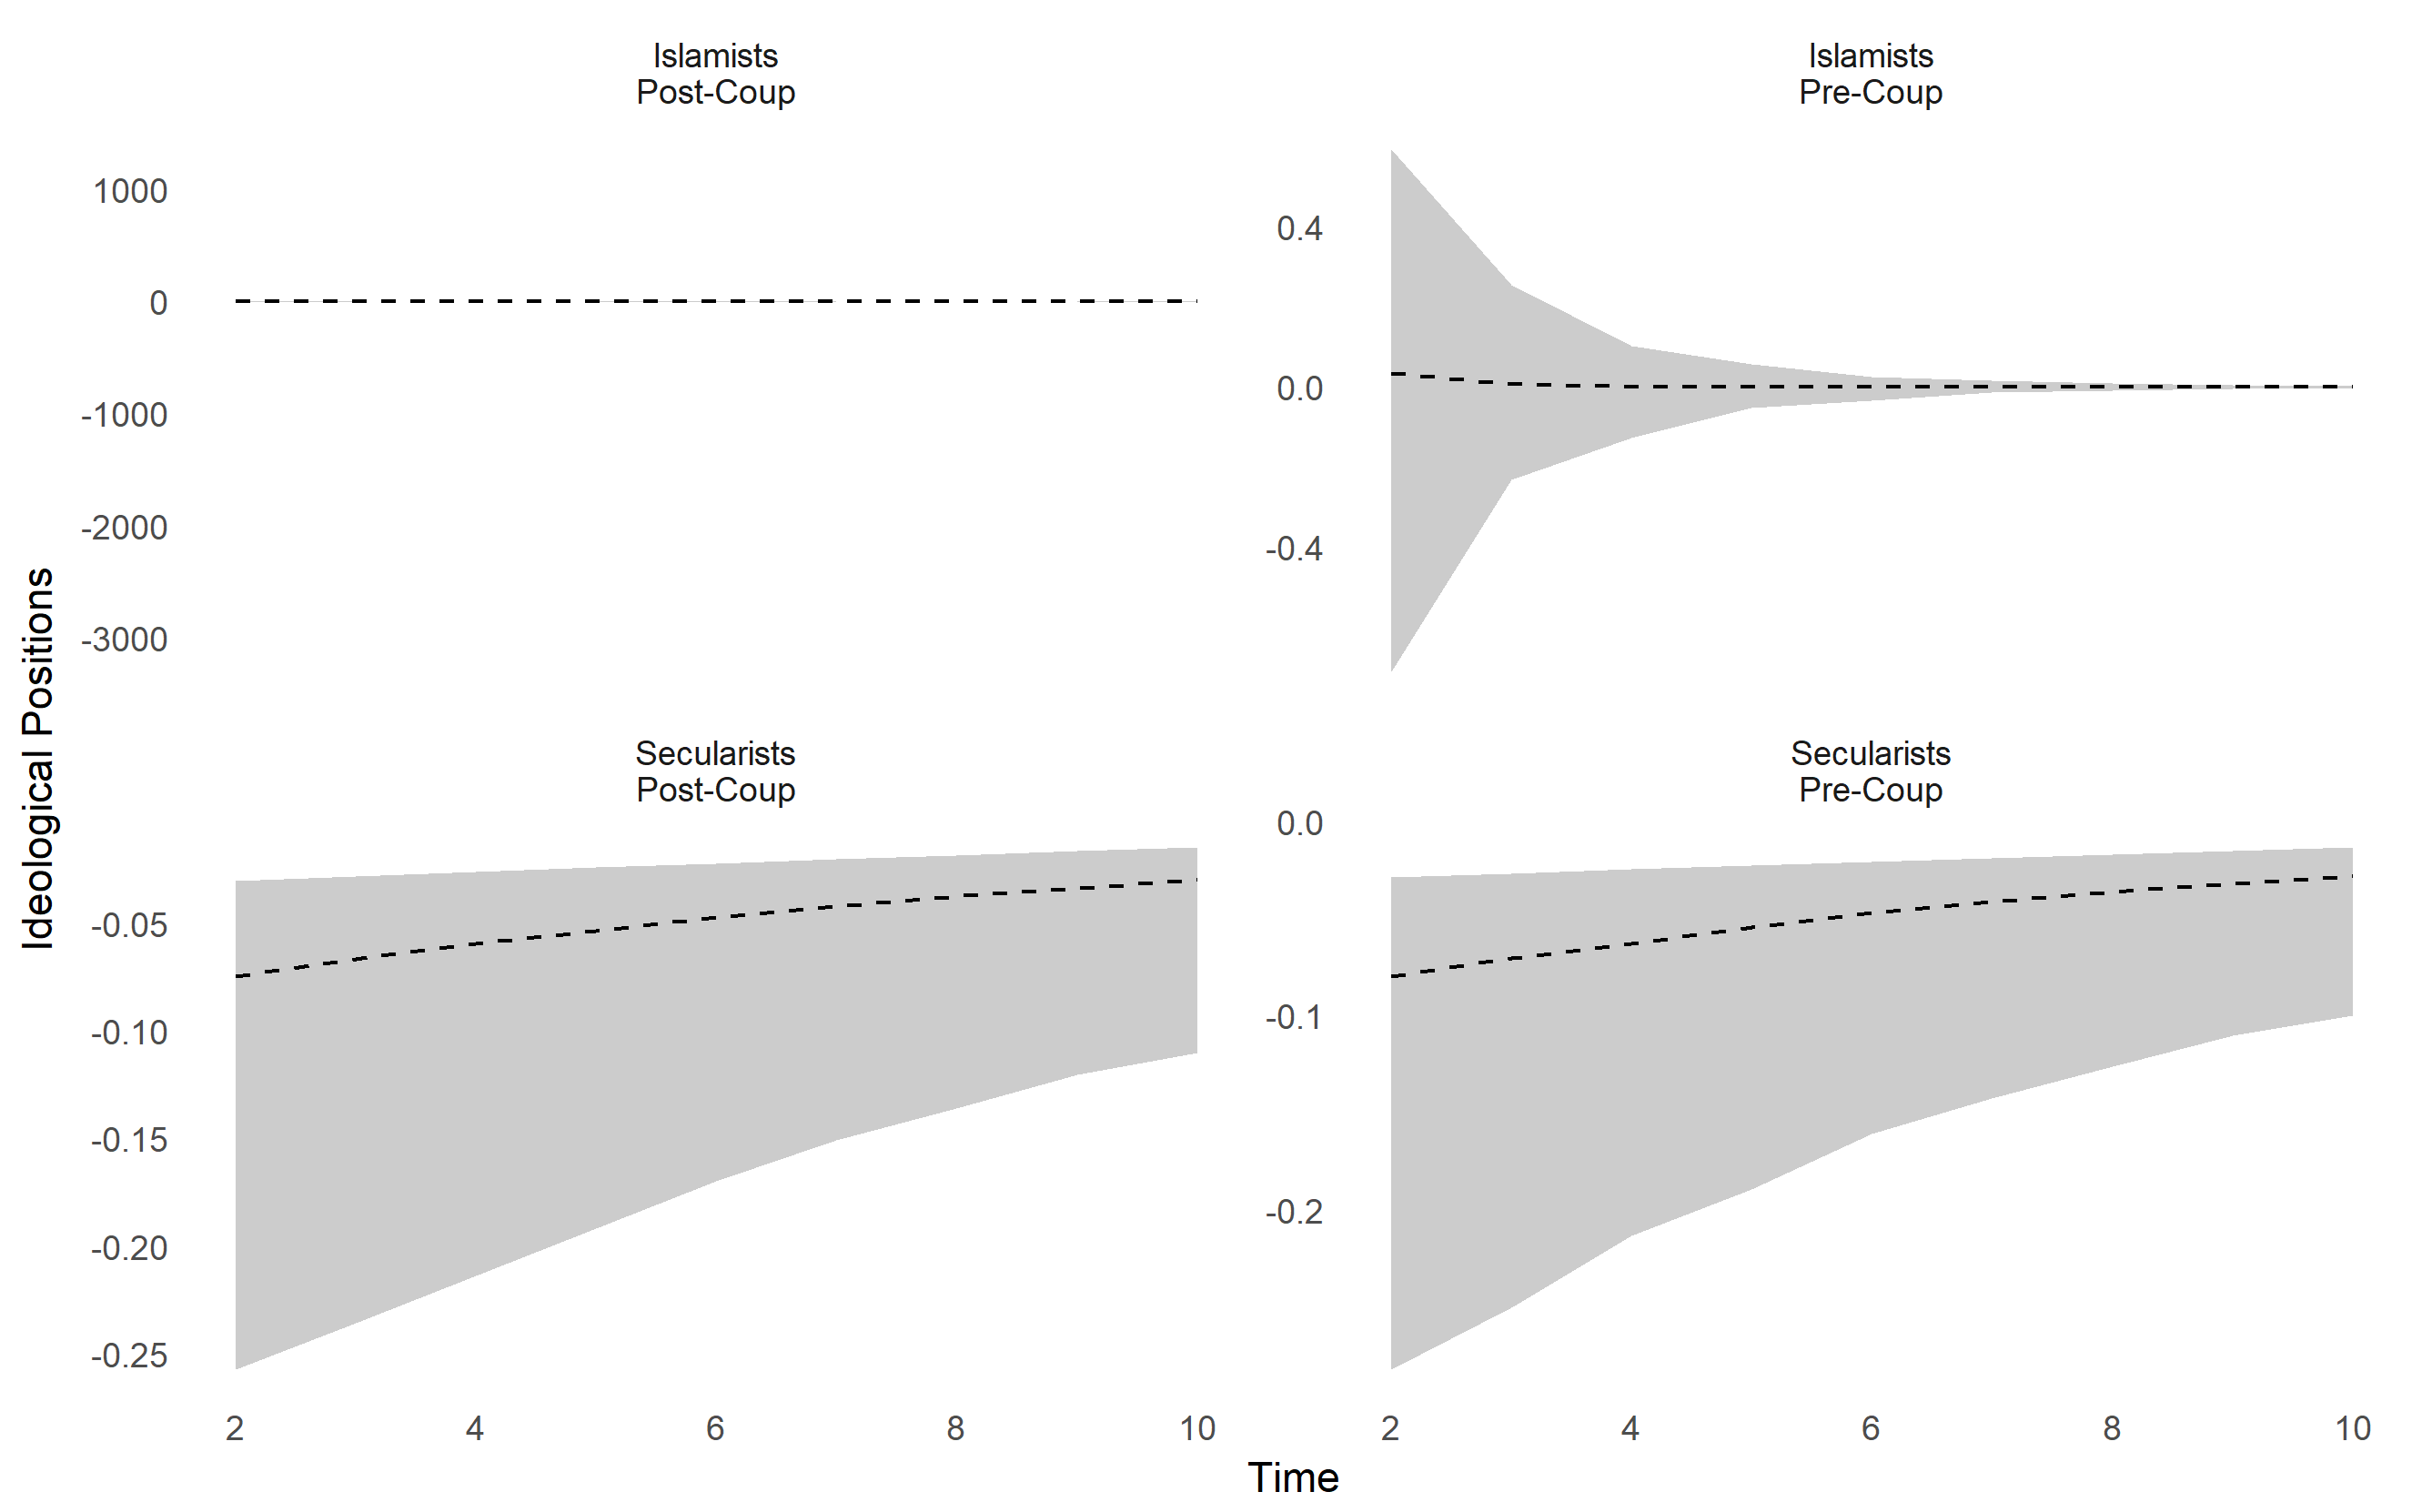 Islamists
Post-Coup
Islamists
Pre-Coup
1000
0
-1000
-2000
-3000
0.4
0.0
-0.4
Secularists
Post-Coup
Secularists
Pre-Coup
-0.05
-0.10
-0.15
-0.20
-0.25
0.0
-0.1
-0.2
2 4 6 8 10
2 4 6 8 10
Ideological Positions
Time